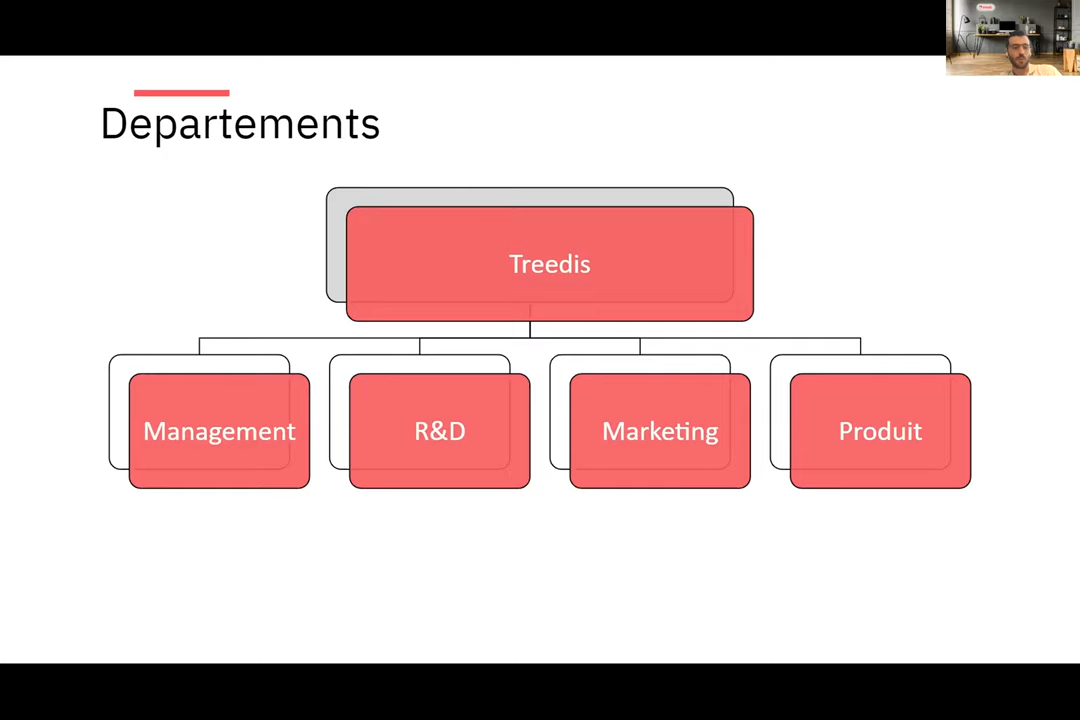 Departements
Treedis
Management
R&D
Marketing
Produit